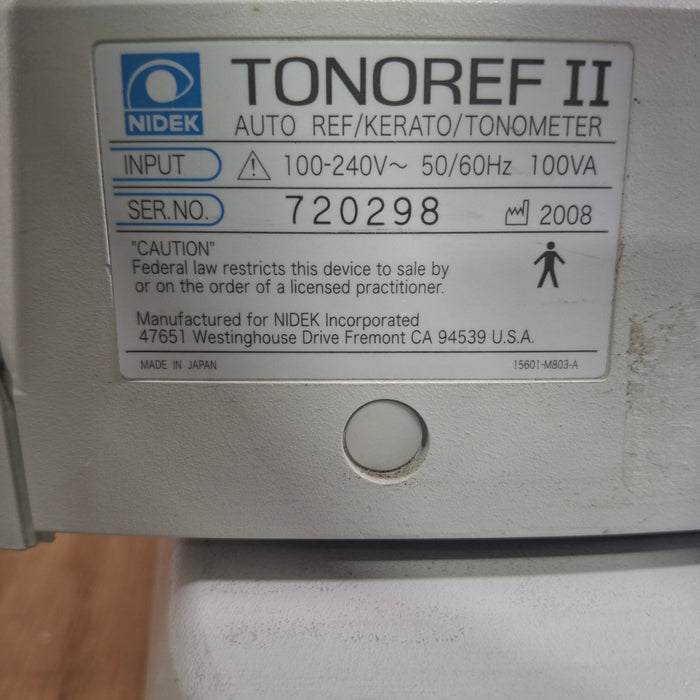 NIDEK
TONOREF II
AUTO REF/KERATO/TONOMETER
INPUT 100-240V～ 50/60Hz 100VA
SER.NO. 720298 2008
"CAUTION"
Federal law restricts this device to sale by
or on the order of a licensed practitioner.
Manufactured for NIDEK Incorporated
47651 Westinghouse Drive Fremont CA 94539 U.S.A.
MADE IN JAPAN 15601-M803-A